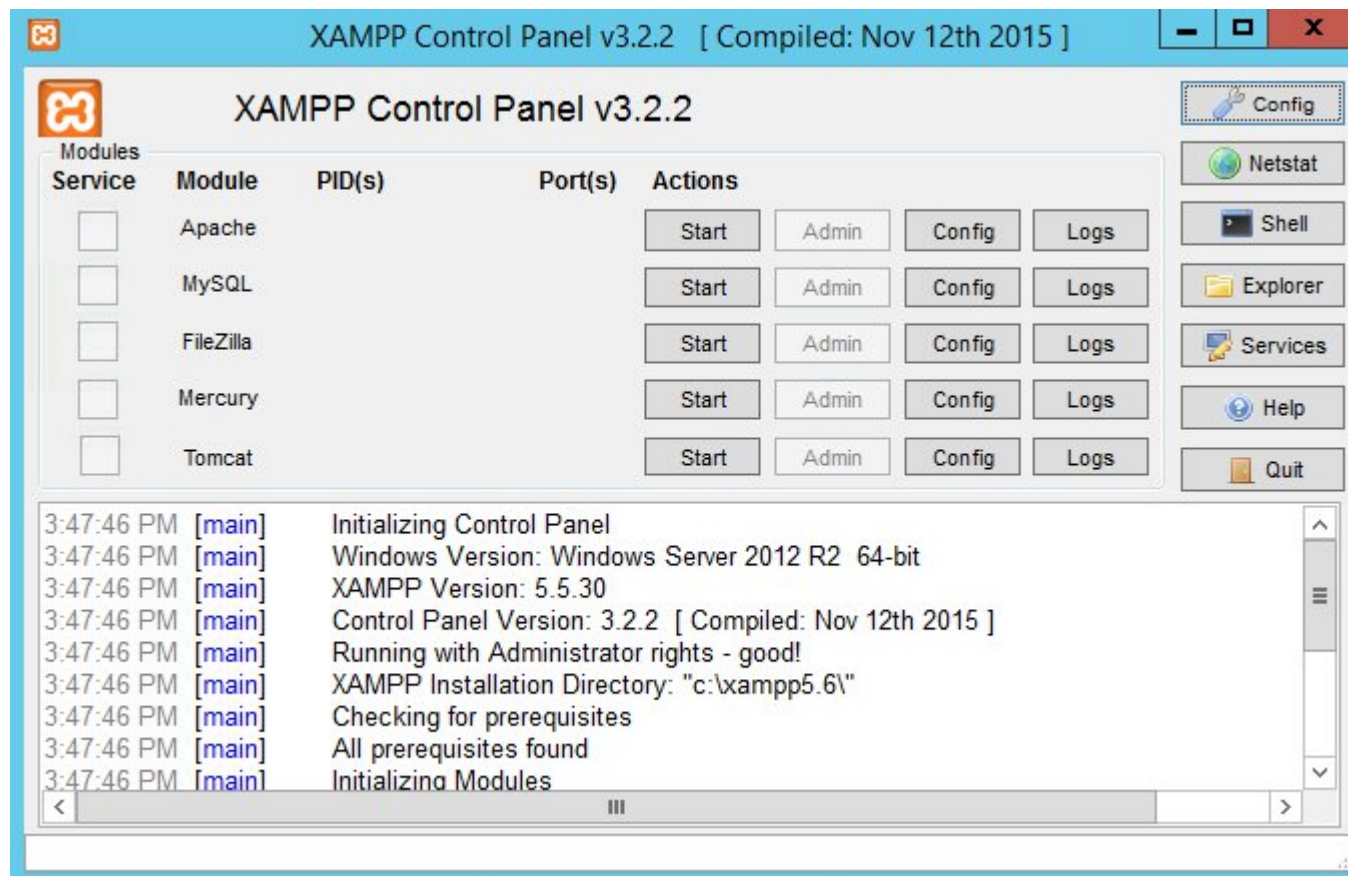 XAMPP Control Panel v3.2.2 [ Compiled: Nov 12th 2015 ]
XAMPP Control Panel v3.2.2
Config
Modules
Service Module PID(s) Port(s) Actions
Netstat
Apache Start Admin Config Logs
Shell
MySQL Start Admin Config Logs
Explorer
FileZilla Start Admin Config Logs
Services
Mercury Start Admin Config Logs
Help
Tomcat Start Admin Config Logs
Quit
3:47:46 PM [main] Initializing Control Panel
3:47:46 PM [main] Windows Version: Windows Server 2012 R2 64-bit
3:47:46 PM [main] XAMPP Version: 5.5.30
3:47:46 PM [main] Control Panel Version: 3.2.2 [ Compiled: Nov 12th 2015 ]
3:47:46 PM [main] Running with Administrator rights - good!
3:47:46 PM [main] XAMPP Installation Directory: "c:\xampp5.6\"
3:47:46 PM [main] Checking for prerequisites
3:47:46 PM [main] All prerequisites found
3:47:46 PM [main] Initializing Modules